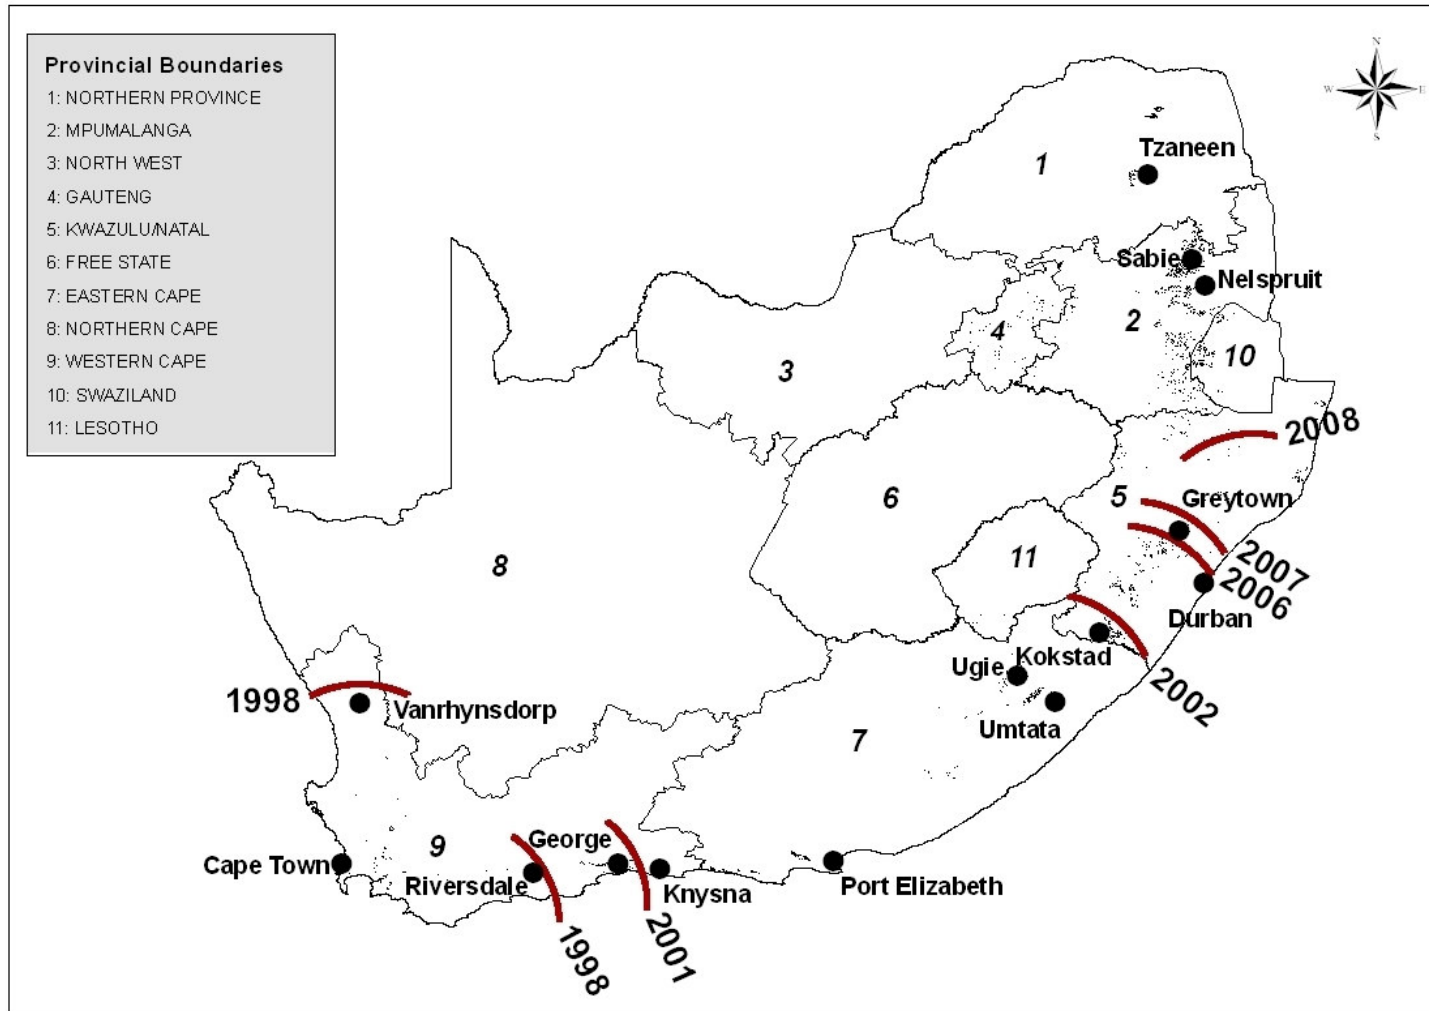 Provincial Boundaries
1: NORTHERN PROVINCE
2: MPUMALANGA
3: NORTH WEST
4: GAUTENG
5: KWAZULU/NATAL
6: FREE STATE
7: EASTERN CAPE
8: NORTHERN CAPE
9: WESTERN CAPE
10: SWAZILAND
11: LESOTHO
N
W E
S
1
Tzaneen
Sabie
Nelspruit
2
4
10
3
2008
5
Greytown
6
2007
2006
11
8
Durban
Kokstad
Ugie
2002
1998
Vanrhynsdorp
Umtata
7
9
George
Cape Town
Riversdale
Knysna
Port Elizabeth
1998
2001